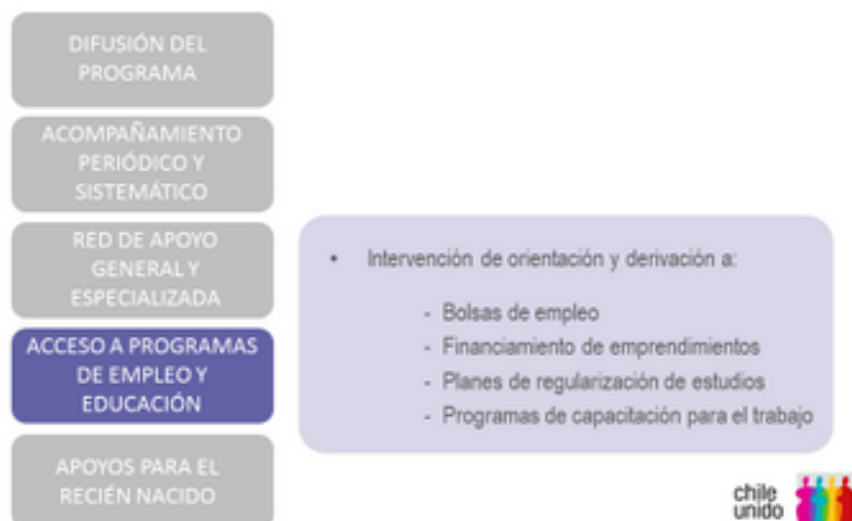 DIFUSIÓN DEL
PROGRAMA
ACOMPAÑAMIENTO
PERIÓDICO Y
SISTEMÁTICO
RED DE APOYO
GENERAL Y
ESPECIALIZADA
ACCESO A PROGRAMAS
DE EMPLEO Y
EDUCACIÓN
APOYOS PARA EL
RECIÉN NACIDO
• Intervención de orientación y derivación a:
- Bolsas de empleo
- Financiamiento de emprendimientos
- Planes de regularización de estudios
- Programas de capacitación para el trabajo
chile
unido